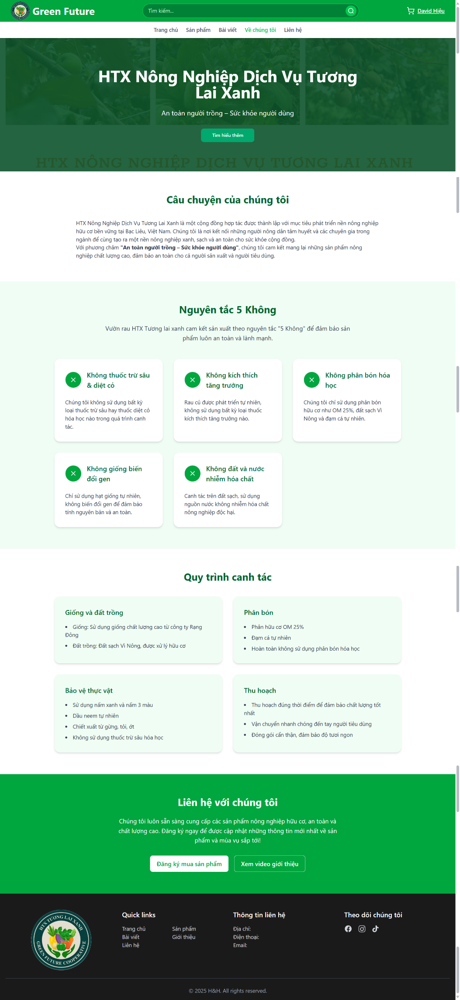 Green Future
Tìm kiếm...
David Hiệu
Trang chủ
Sản phẩm
Bài viết
Về chúng tôi
Liên hệ
HTX Nông Nghiệp Dịch Vụ Tương
Lai Xanh
An toàn người trồng – Sức khỏe người dùng
Tìm hiểu thêm
HTX NÔNG NGHIỆP DỊCH VỤ TƯƠNG LAI XANH
Câu chuyện của chúng tôi
HTX Nông Nghiệp Dịch Vụ Tương Lai Xanh là một cộng đồng hợp tác được thành lập với mục tiêu phát triển nền nông nghiệp
hữu cơ bền vững tại Bạc Liêu, Việt Nam. Chúng tôi là nơi kết nối những người nông dân tâm huyết và các chuyên gia trong
ngành để cùng tạo ra một nền nông nghiệp xanh, sạch và an toàn cho sức khỏe cộng đồng.
Với phương châm "An toàn người trồng – Sức khỏe người dùng", chúng tôi cam kết mang lại những sản phẩm nông
nghiệp chất lượng cao, đảm bảo an toàn cho cả người sản xuất và người tiêu dùng.
Nguyên tắc 5 Không
Vườn rau HTX Tương lai xanh cam kết sản xuất theo nguyên tắc "5 Không" để đảm bảo sản
phẩm luôn an toàn và lành mạnh.
Không thuốc trừ sâu
& diệt cỏ
Chúng tôi không sử dụng bất kỳ
loại thuốc trừ sâu hay thuốc diệt cỏ
hóa học nào trong quá trình canh
tác.
Không kích thích
tăng trưởng
Rau củ được phát triển tự nhiên,
không sử dụng bất kỳ loại thuốc
kích thích tăng trưởng nào.
Không phân bón hóa
học
Chúng tôi chỉ sử dụng phân bón
hữu cơ như OM 25%, đất sạch Vì
Nông và đạm cá tự nhiên.
Không giống biến
đổi gen
Chỉ sử dụng hạt giống tự nhiên,
không biến đổi gen để đảm bảo
tính nguyên bản và an toàn.
Không đất và nước
nhiễm hóa chất
Canh tác trên đất sạch, sử dụng
nguồn nước không nhiễm hóa chất
nông nghiệp độc hại.
Quy trình canh tác
Giống và đất trồng
• Giống: Sử dụng giống chất lượng cao từ công ty Rạng
Đông
• Đất trồng: Đất sạch Vì Nông, được xử lý hữu cơ
Phân bón
• Phân hữu cơ OM 25%
• Đạm cá tự nhiên
• Hoàn toàn không sử dụng phân bón hóa học
Bảo vệ thực vật
• Sử dụng nấm xanh và nấm 3 màu
• Dầu neem tự nhiên
• Chiết xuất từ gừng, tỏi, ớt
• Không sử dụng thuốc trừ sâu hóa học
Thu hoạch
• Thu hoạch đúng thời điểm để đảm bảo chất lượng tốt
nhất
• Vận chuyển nhanh chóng đến tay người tiêu dùng
• Đóng gói cẩn thận, đảm bảo độ tươi ngon
Liên hệ với chúng tôi
Chúng tôi luôn sẵn sàng cung cấp các sản phẩm nông nghiệp hữu cơ, an toàn và
chất lượng cao. Đăng ký ngay để được cập nhật những thông tin mới nhất về sản
phẩm và mùa vụ sắp tới!
Đăng ký mua sản phẩm
Xem video giới thiệu
HTX TƯƠNG LAI XANH
GREEN FUTURE COOPERATIVE
Quick links
Trang chủ
Sản phẩm
Bài viết
Giới thiệu
Liên hệ
Thông tin liên hệ
Địa chỉ:
Điện thoại:
Email:
Theo dõi chúng tôi
© 2025 H&H. All rights reserved.